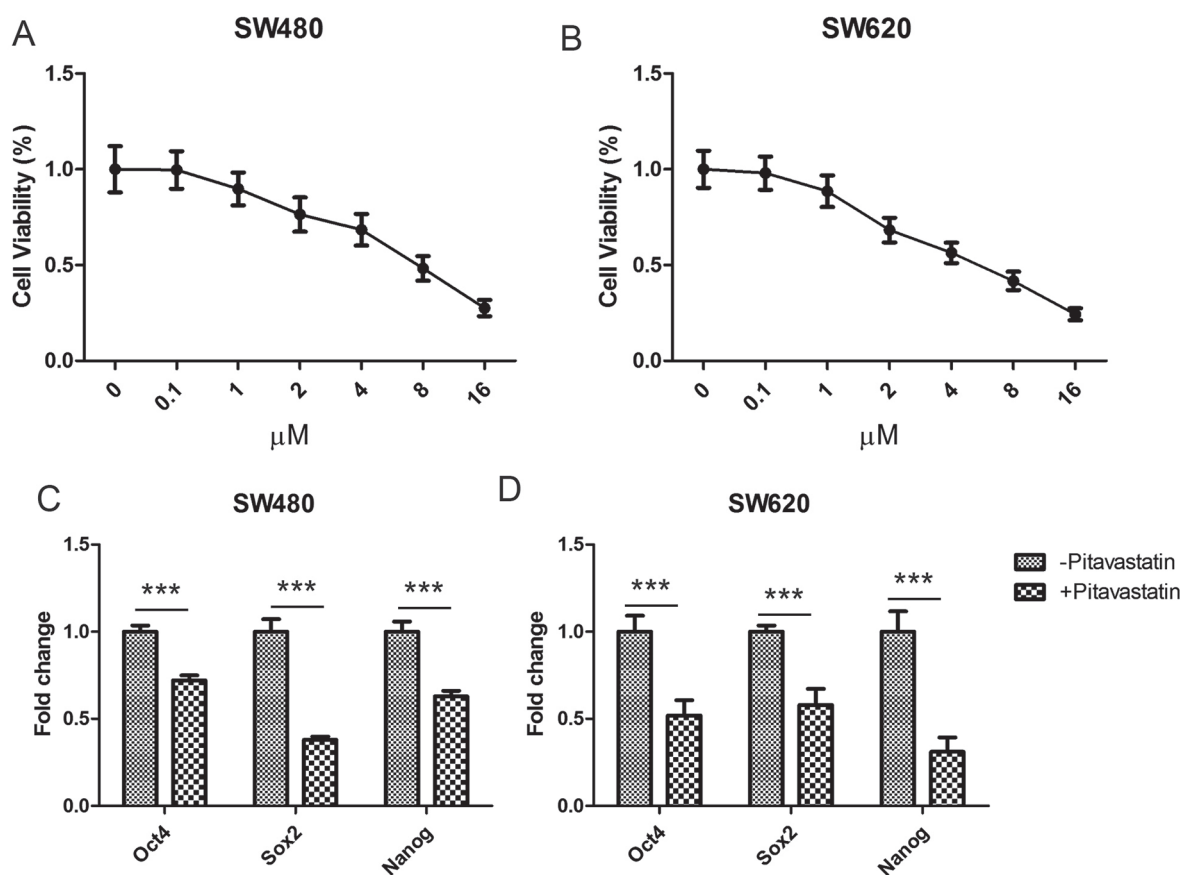 A
SW480
Cell Viability (%)
1.5
1.0
0.5
0.0
0
0.1
1
2
4
8
16
μM
B
SW620
Cell Viability (%)
1.5
1.0
0.5
0.0
0
0.1
1
2
4
8
16
μM
C
SW480
Fold change
1.5
1.0
0.5
0.0
***
***
***
Oct4
Sox2
Nanog
D
SW620
Fold change
1.5
1.0
0.5
0.0
***
***
***
Oct4
Sox2
Nanog
-Pitavastatin
+Pitavastatin